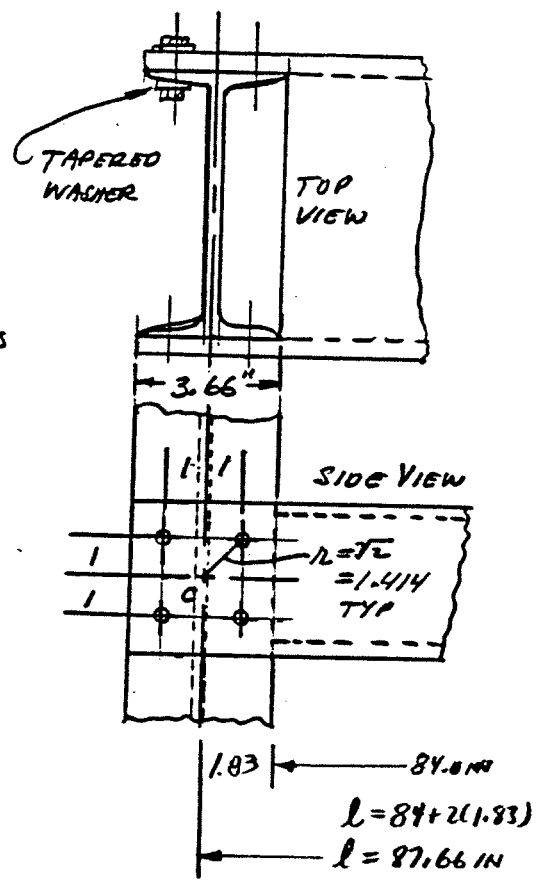 TAPERED
WASHER
TOP
VIEW
s
3.66"
1 1
SIDE VIEW
1
1
r = √2
= 1.414
TYP
C
1.83
84.0 IN
l = 84 + 2(1.83)
l = 87.66 IN